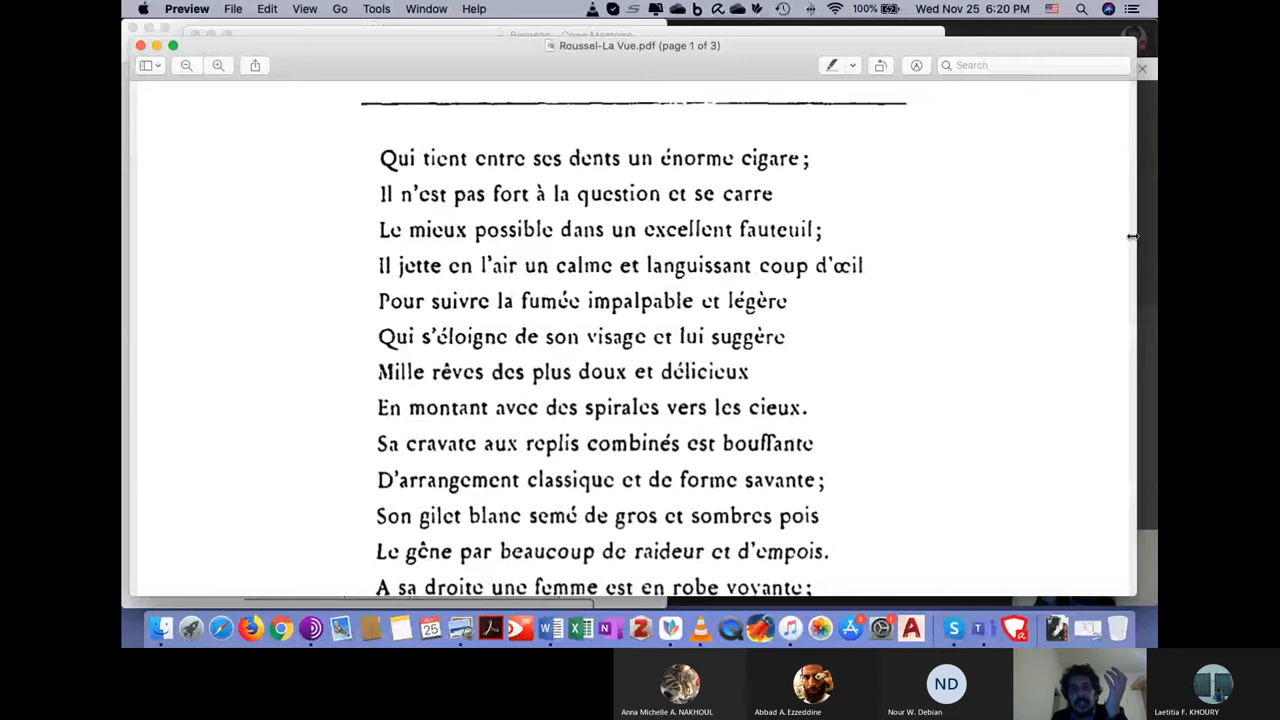 Preview File Edit View Go Tools Window Help
100% Wed Nov 25 6:20 PM
Roussel-La Vue.pdf (page 1 of 3)
Search
Qui tient entre ses dents un énorme cigare;
Il n'est pas fort à la question et se carre
Le mieux possible dans un excellent fauteuil;
Il jette en l'air un calme et languissant coup d'œil
Pour suivre la fumée impalpable et légère
Qui s'éloigne de son visage et lui suggère
Mille rêves des plus doux et délicieux
En montant avec des spirales vers les cieux.
Sa cravate aux replis combinés est bouffante
D'arrangement classique et de forme savante;
Son gilet blanc semé de gros et sombres pois
Le gêne par beaucoup de raideur et d'empois.
A sa droite une femme est en robe voyante;
ND
Anna Michelle A. NAKHOUL
Abbad A. Ezzeddine
Nour W. Debian
Laetitia F. KHOURY